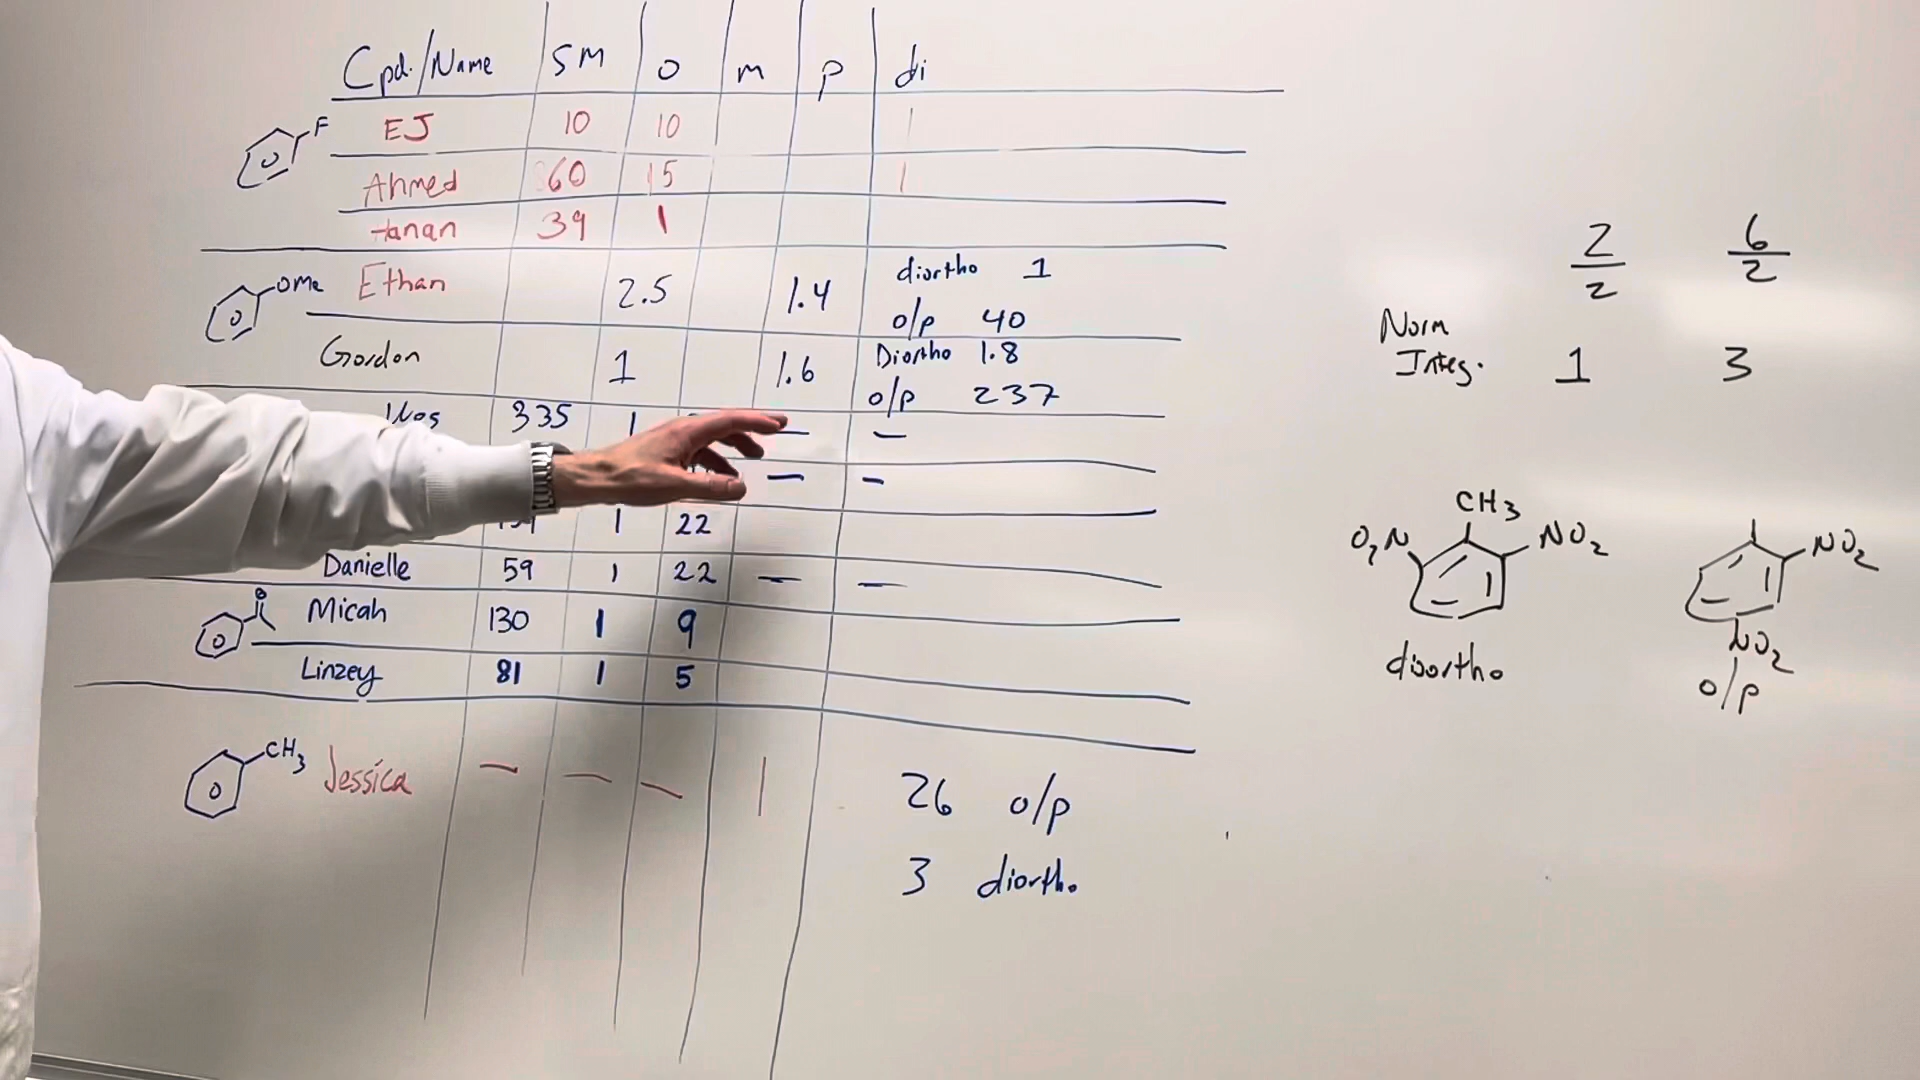 Cpd./Name SM o m p di
F EJ 10 10 1
Ahmed 60 15 1
Hanan 39 1
OMe Ethan 2.5 1.4 diortho 1
o/p 40
Gordon 1 1.6 Diortho 1.8
o/p 237
335 1 — —
— —
1 22
Danielle 59 1 22 — —
O Micah 130 1 9
Linzey 81 1 5
CH3 Jessica — — — 1 26 o/p
3 diortho
2/2 6/2
Norm
Integ. 1 3
CH3
O2N NO2
diortho
NO2
NO2
o/p